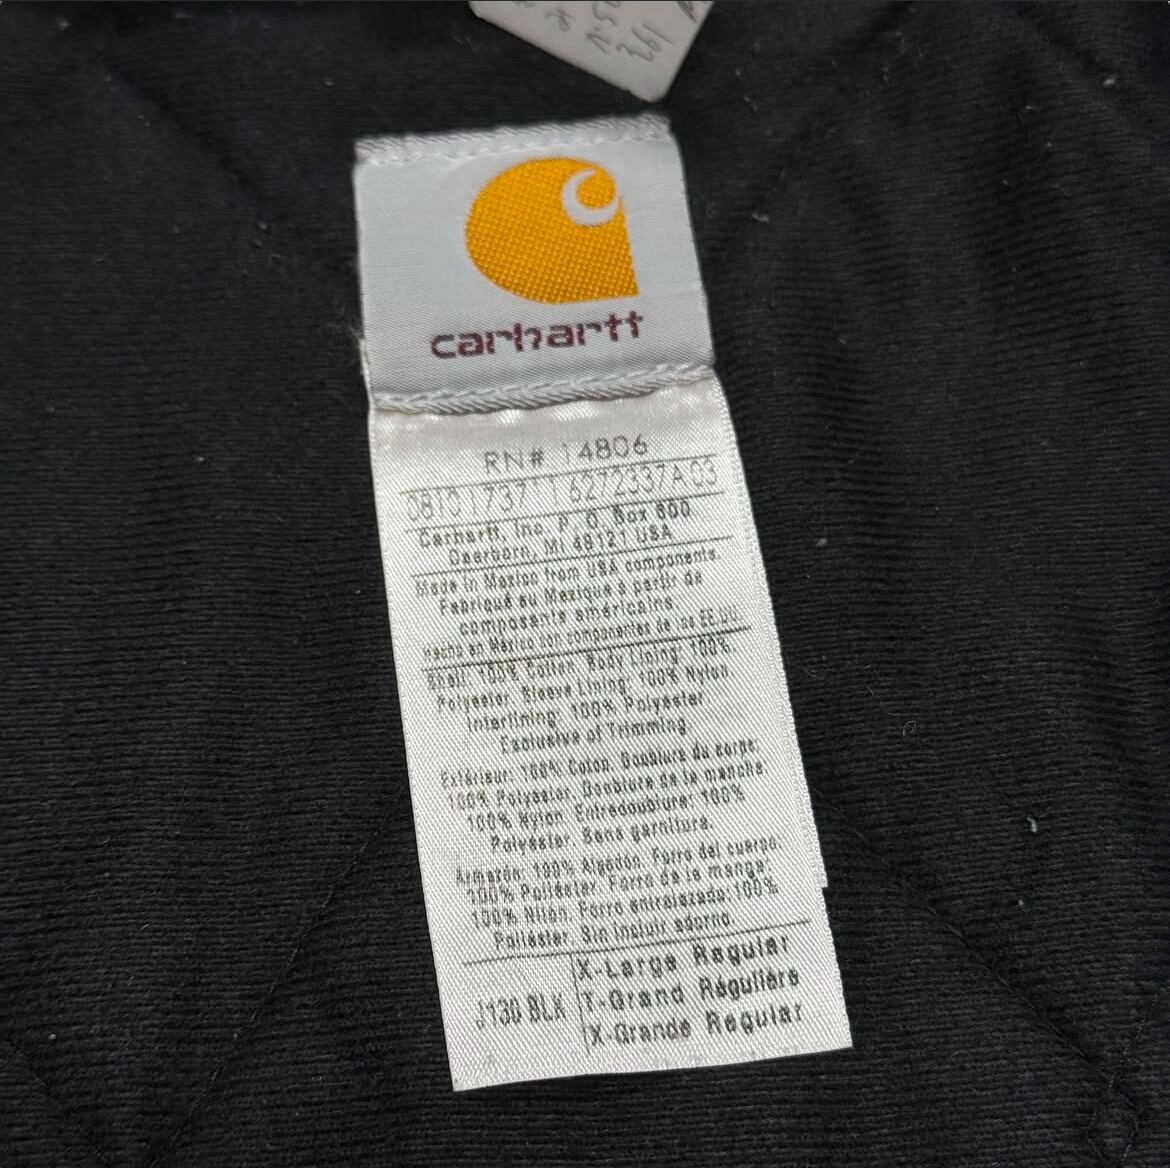 361
carhartt
RN# 14806
08101737 16272337A 03
Carhartt, Inc. P. O. Box 600
Dearborn, MI 48121 USA
Made in Mexico from USA components
Fabriqué au Mexique à partir de
composants américains
Hecho en México con componentes de los EE.UU.
Shell: 100% Cotton, Body Lining: 100%
Polyester, Sleeve Lining: 100% Nylon
Interlining: 100% Polyester
Exclusive of Trimming
Extérieur: 100% Coton, Doublure du corps:
100% Polyester, Doublure de la manche
100% Nylon Entredoublure: 100%
Polyester Sans garniture.
Armazón: 100% Algodón, Forro del cuerpo:
100% Poliéster, Forro de la manga:
100% Nilón, Forro entrelazado: 100%
Poliéster, Sin incluir adorno.
J130 BLK
X-Large Regular
T-Grand Régulière
X-Grande Regular